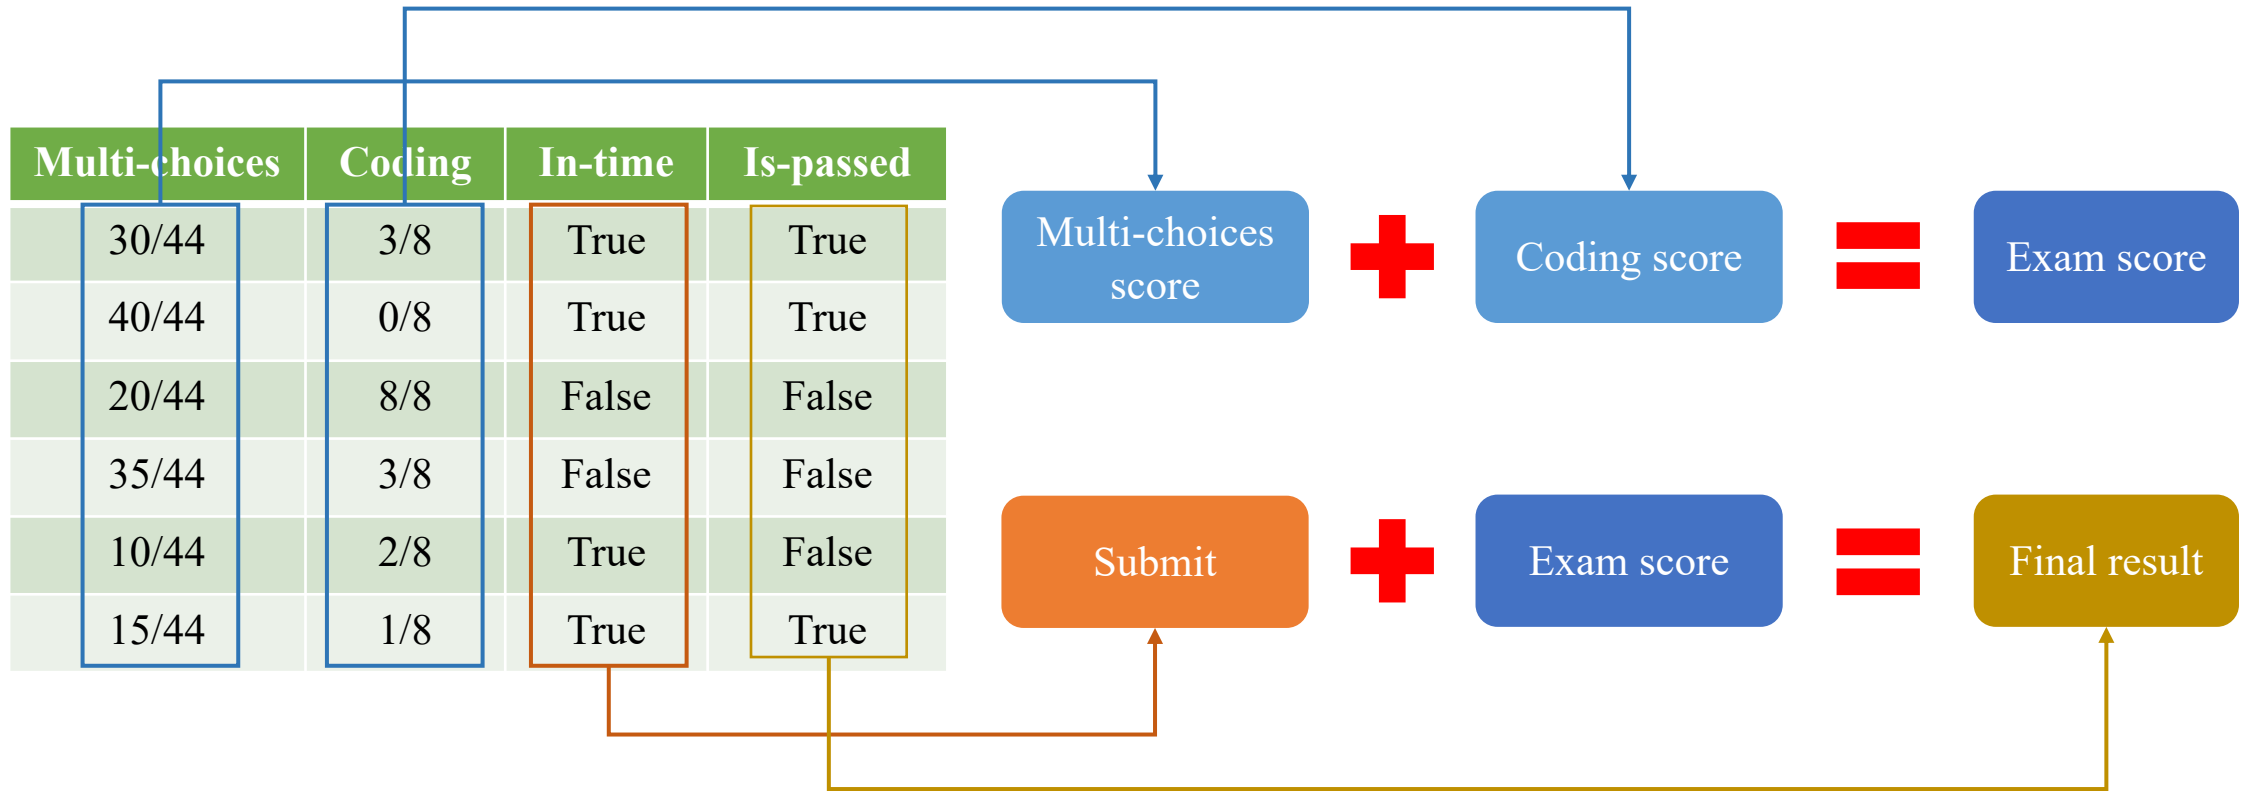 Multi-choices Coding In-time Is-passed
30/44 3/8 True True
40/44 0/8 True True
20/44 8/8 False False
35/44 3/8 False False
10/44 2/8 True False
15/44 1/8 True True
Multi-choices
score
Coding score
Exam score
Submit
Exam score
Final result